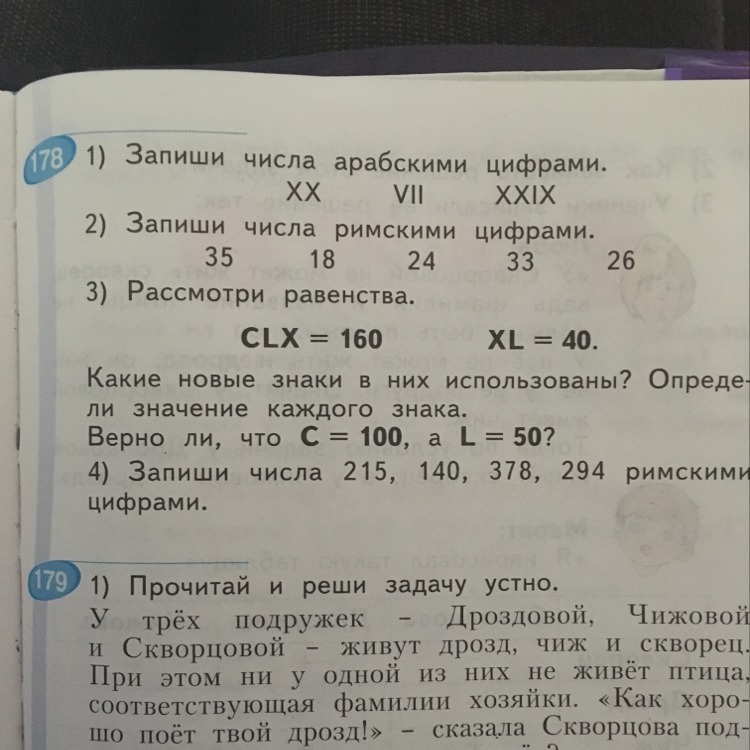 178 1) Запиши числа арабскими цифрами.
XX VII XXIX
2) Запиши числа римскими цифрами.
35 18 24 33 26
3) Рассмотри равенства.
CLX = 160 XL = 40.
Какие новые знаки в них использованы? Опреде-
ли значение каждого знака.
Верно ли, что C = 100, а L = 50?
4) Запиши числа 215, 140, 378, 294 римскими
цифрами.
179 1) Прочитай и реши задачу устно.
У трёх подружек – Дроздовой, Чижовой
и Скворцовой – живут дрозд, чиж и скворец.
При этом ни у одной из них не живёт птица,
соответствующая фамилии хозяйки. «Как хоро-
шо поёт твой дрозд!» – сказала Скворцова под-